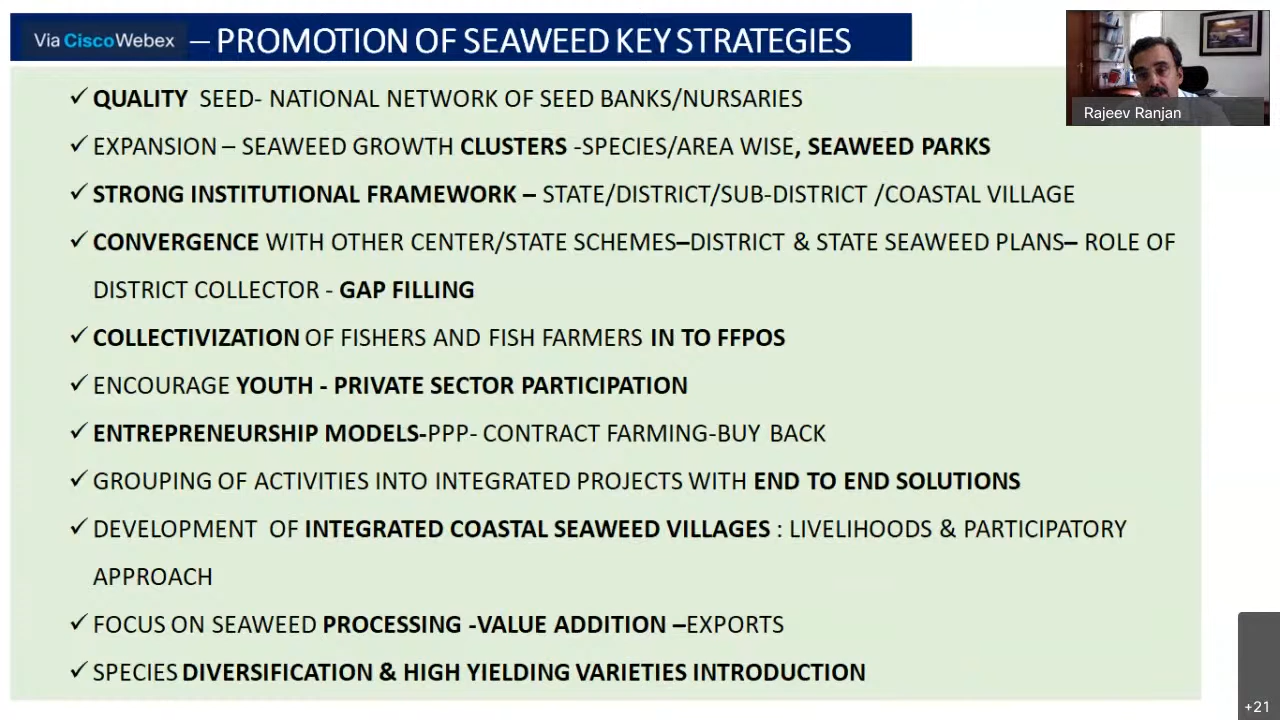 Via Cisco Webex – PROMOTION OF SEAWEED KEY STRATEGIES
Rajeev Ranjan
✓ QUALITY SEED- NATIONAL NETWORK OF SEED BANKS/NURSARIES
✓ EXPANSION – SEAWEED GROWTH CLUSTERS -SPECIES/AREA WISE, SEAWEED PARKS
✓ STRONG INSTITUTIONAL FRAMEWORK – STATE/DISTRICT/SUB-DISTRICT /COASTAL VILLAGE
✓ CONVERGENCE WITH OTHER CENTER/STATE SCHEMES–DISTRICT & STATE SEAWEED PLANS– ROLE OF
DISTRICT COLLECTOR - GAP FILLING
✓ COLLECTIVIZATION OF FISHERS AND FISH FARMERS IN TO FFPOS
✓ ENCOURAGE YOUTH - PRIVATE SECTOR PARTICIPATION
✓ ENTREPRENEURSHIP MODELS-PPP- CONTRACT FARMING-BUY BACK
✓ GROUPING OF ACTIVITIES INTO INTEGRATED PROJECTS WITH END TO END SOLUTIONS
✓ DEVELOPMENT OF INTEGRATED COASTAL SEAWEED VILLAGES : LIVELIHOODS & PARTICIPATORY
APPROACH
✓ FOCUS ON SEAWEED PROCESSING -VALUE ADDITION –EXPORTS
✓ SPECIES DIVERSIFICATION & HIGH YIELDING VARIETIES INTRODUCTION
+21